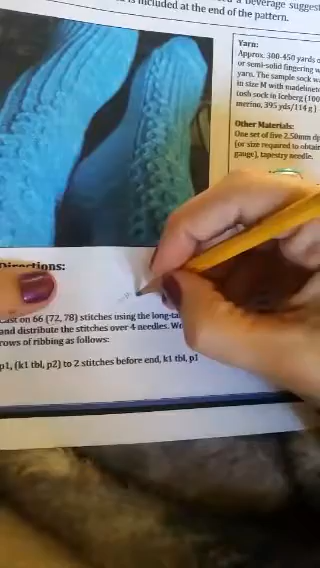 a beverage suggest
is included at the end of the pattern.
Yarn:
Approx. 300-450 yards o
or semi-solid fingering w
yarn. The sample sock w
in size M with madelinet
tosh sock in Iceberg (100
merino, 395 yds/114 g)
Other Materials:
One set of five 2.50mm dp
(or size required to obtain
gauge), tapestry needle.
Directions:
Cast on 66 (72, 78) stitches using the long-ta
and distribute the stitches over 4 needles. W
rows of ribbing as follows:
p1, (k1 tbl, p2) to 2 stitches before end, k1 tbl, p1